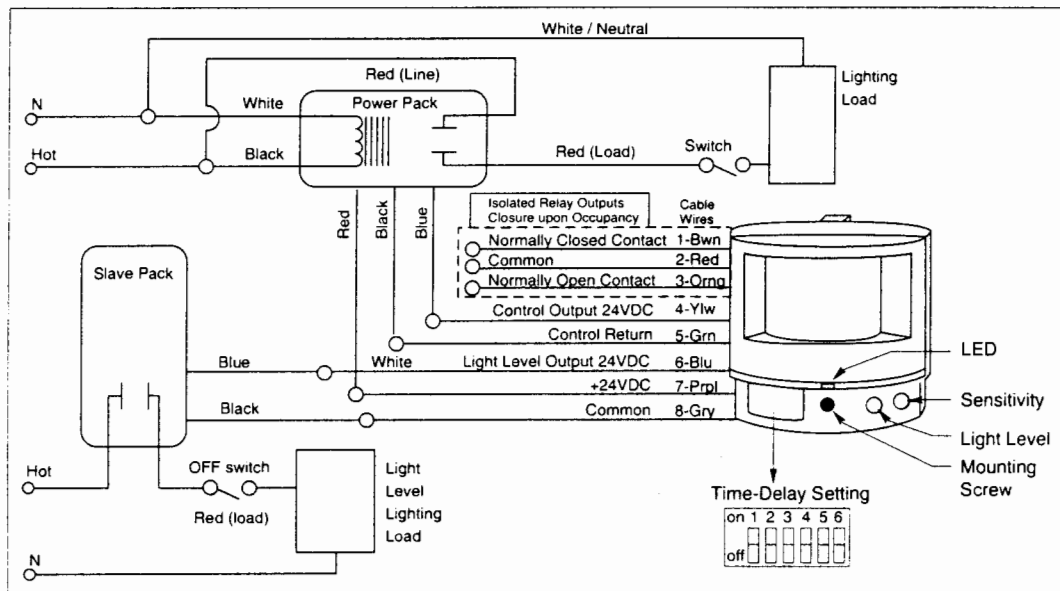 White / Neutral
Red (Line)
Lighting
Load
N
White
Power Pack
Hot
Black
Red (Load)
Switch
Red
Black
Blue
Isolated Relay Outputs
Closure upon Occupancy
Cable
Wires
Normally Closed Contact 1-Bwn
Common 2-Red
Normally Open Contact 3-Orng
Control Output 24VDC 4-Ylw
Control Return 5-Grn
Slave Pack
Blue
White
Light Level Output 24VDC 6-Blu
+24VDC 7-Prpl
Black
Common 8-Gry
LED
Sensitivity
Light Level
Mounting
Screw
Hot
OFF switch
Red (load)
Light
Level
Lighting
Load
N
Time-Delay Setting
on 1 2 3 4 5 6
off